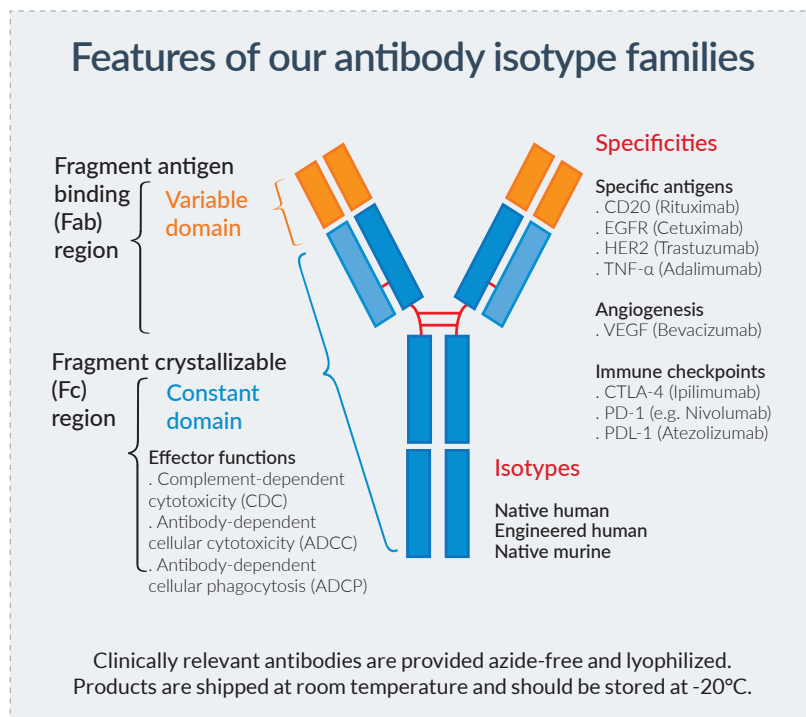 Features of our antibody isotype families
Fragment antigen
binding
(Fab)
region
Variable
domain
Fragment crystallizable
(Fc)
region
Constant
domain
Effector functions
. Complement-dependent
cytotoxicity (CDC)
. Antibody-dependent
cellular cytotoxicity (ADCC)
. Antibody-dependent
cellular phagocytosis (ADCP)
Specificities
Specific antigens
. CD20 (Rituximab)
. EGFR (Cetuximab)
. HER2 (Trastuzumab)
. TNF-α (Adalimumab)
Angiogenesis
. VEGF (Bevacizumab)
Immune checkpoints
. CTLA-4 (Ipilimumab)
. PD-1 (e.g. Nivolumab)
. PDL-1 (Atezolizumab)
Isotypes
Native human
Engineered human
Native murine
Clinically relevant antibodies are provided azide-free and lyophilized.
Products are shipped at room temperature and should be stored at -20°C.